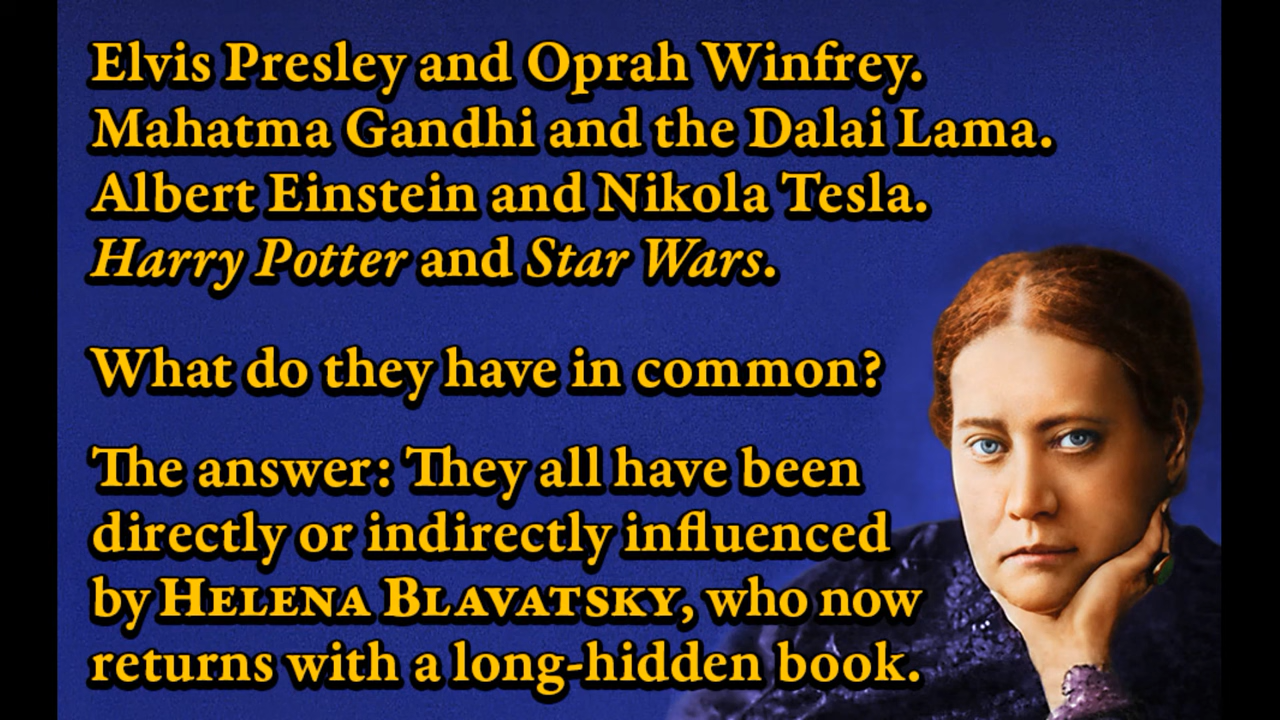 Elvis Presley and Oprah Winfrey.
Mahatma Gandhi and the Dalai Lama.
Albert Einstein and Nikola Tesla.
Harry Potter and Star Wars.
What do they have in common?
The answer: They all have been
directly or indirectly influenced
by HELENA BLAVATSKY, who now
returns with a long-hidden book.